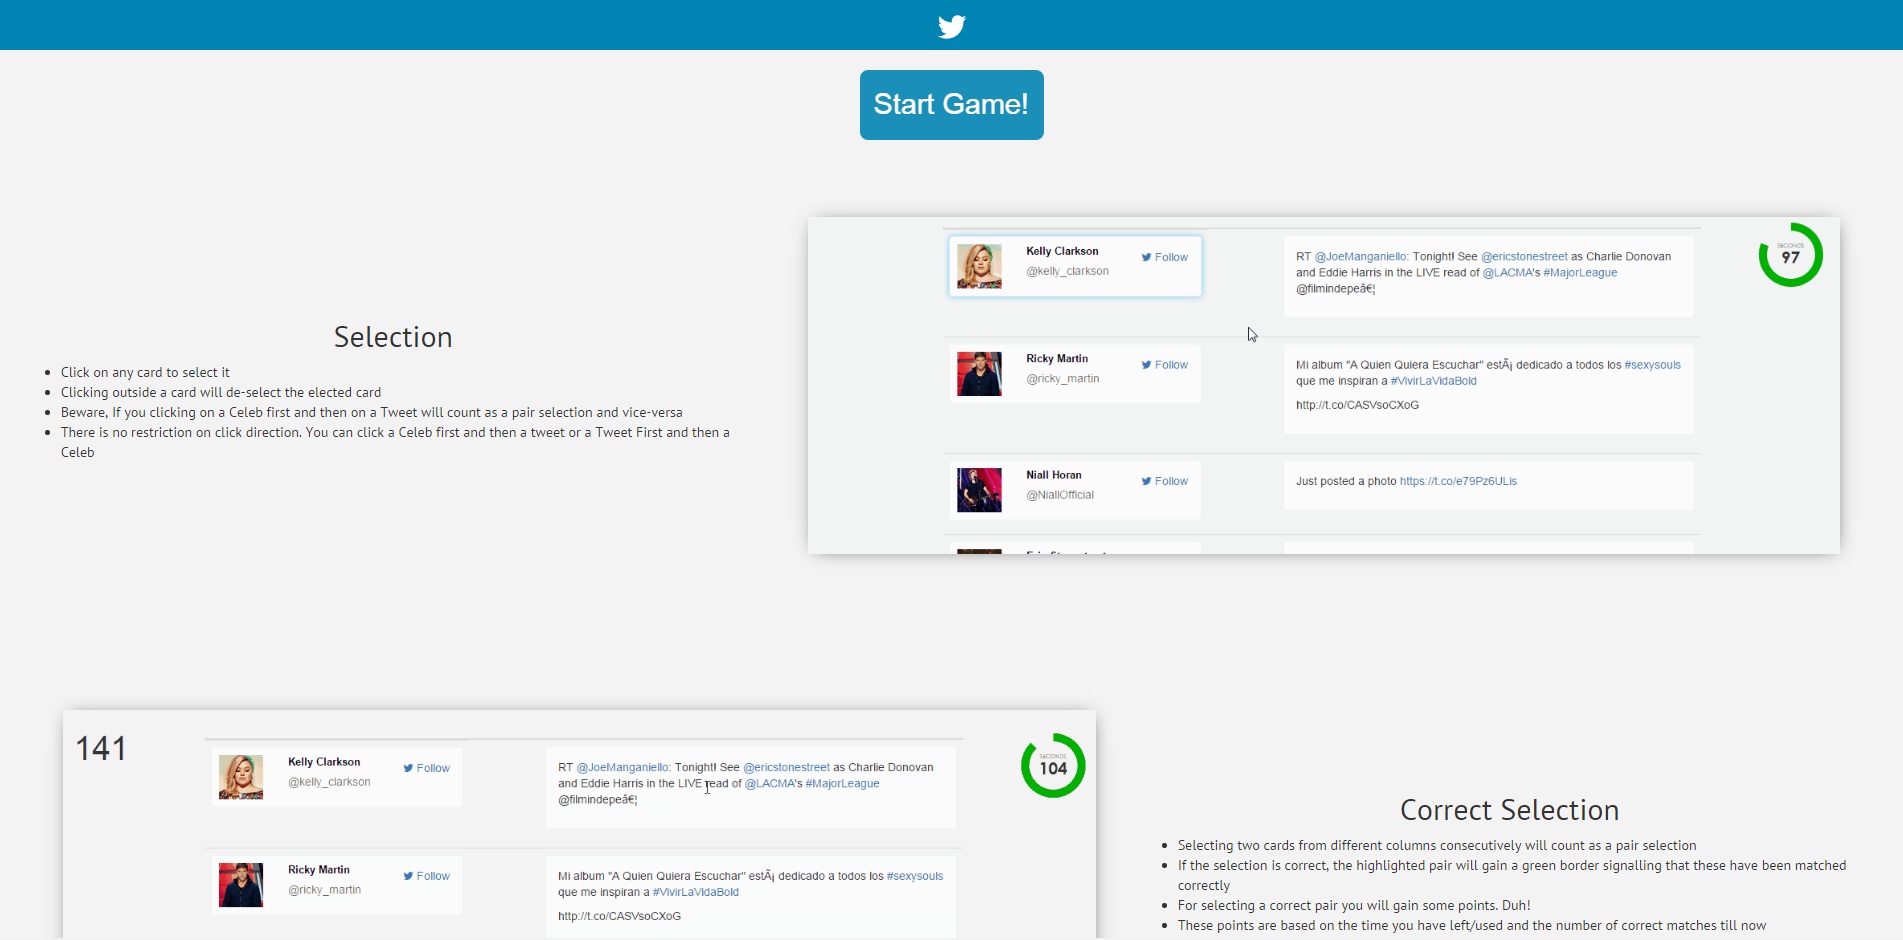 Start Game!
Selection
Click on any card to select it
Clicking outside a card will de-select the elected card
Beware, If you clicking on a Celeb first and then on a Tweet will count as a pair selection and vice-versa
There is no restriction on click direction. You can click a Celeb first and then a tweet or a Tweet First and then a
Celeb
Kelly Clarkson
@kelly_clarkson
Follow
RT @JoeManganiello: Tonight! See @ericstonestreet as Charlie Donovan
and Eddie Harris in the LIVE read of @LACMA's #MajorLeague
@filmindepeâ€¦
SECONDS
97
Ricky Martin
@ricky_martin
Follow
Mi album "A Quien Quiera Escuchar" estÃ¡ dedicado a todos los #sexysouls
que me inspiran a #VivirLaVidaBold
http://t.co/CASVsoCXoG
Niall Horan
@NiallOfficial
Follow
Just posted a photo https://t.co/e79Pz6ULis
141
Kelly Clarkson
@kelly_clarkson
Follow
RT @JoeManganiello: Tonight! See @ericstonestreet as Charlie Donovan
and Eddie Harris in the LIVE read of @LACMA's #MajorLeague
@filmindepeâ€¦
SECONDS
104
Ricky Martin
@ricky_martin
Follow
Mi album "A Quien Quiera Escuchar" estÃ¡ dedicado a todos los #sexysouls
que me inspiran a #VivirLaVidaBold
http://t.co/CASVsoCXoG
Correct Selection
Selecting two cards from different columns consecutively will count as a pair selection
If the selection is correct, the highlighted pair will gain a green border signalling that these have been matched
correctly
For selecting a correct pair you will gain some points. Duh!
These points are based on the time you have left/used and the number of correct matches till now